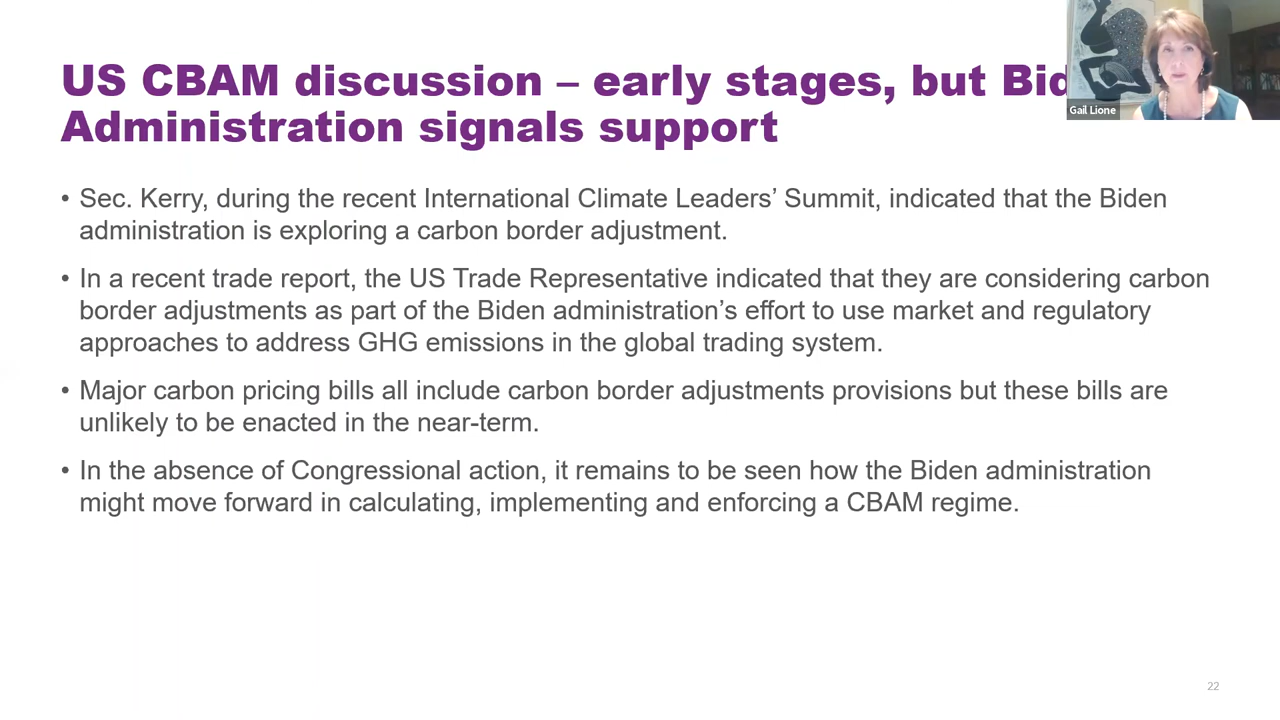 US CBAM discussion – early stages, but Bid
Administration signals support
Gail Lione
• Sec. Kerry, during the recent International Climate Leaders’ Summit, indicated that the Biden
administration is exploring a carbon border adjustment.
• In a recent trade report, the US Trade Representative indicated that they are considering carbon
border adjustments as part of the Biden administration’s effort to use market and regulatory
approaches to address GHG emissions in the global trading system.
• Major carbon pricing bills all include carbon border adjustments provisions but these bills are
unlikely to be enacted in the near-term.
• In the absence of Congressional action, it remains to be seen how the Biden administration
might move forward in calculating, implementing and enforcing a CBAM regime.
22